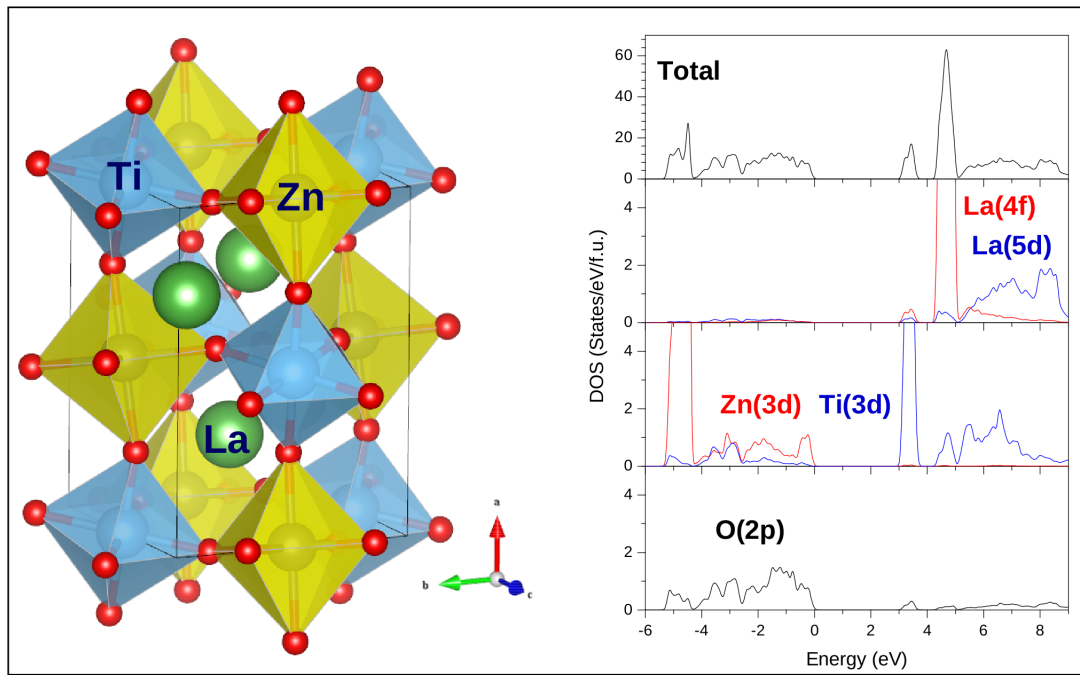 Ti
Zn
La
a
b
c
DOS (States/eV/f.u.)
Total
60
40
20
0
La(4f)
La(5d)
4
2
0
Zn(3d) Ti(3d)
4
2
0
O(2p)
4
2
0
-6 -4 -2 0 2 4 6 8
Energy (eV)